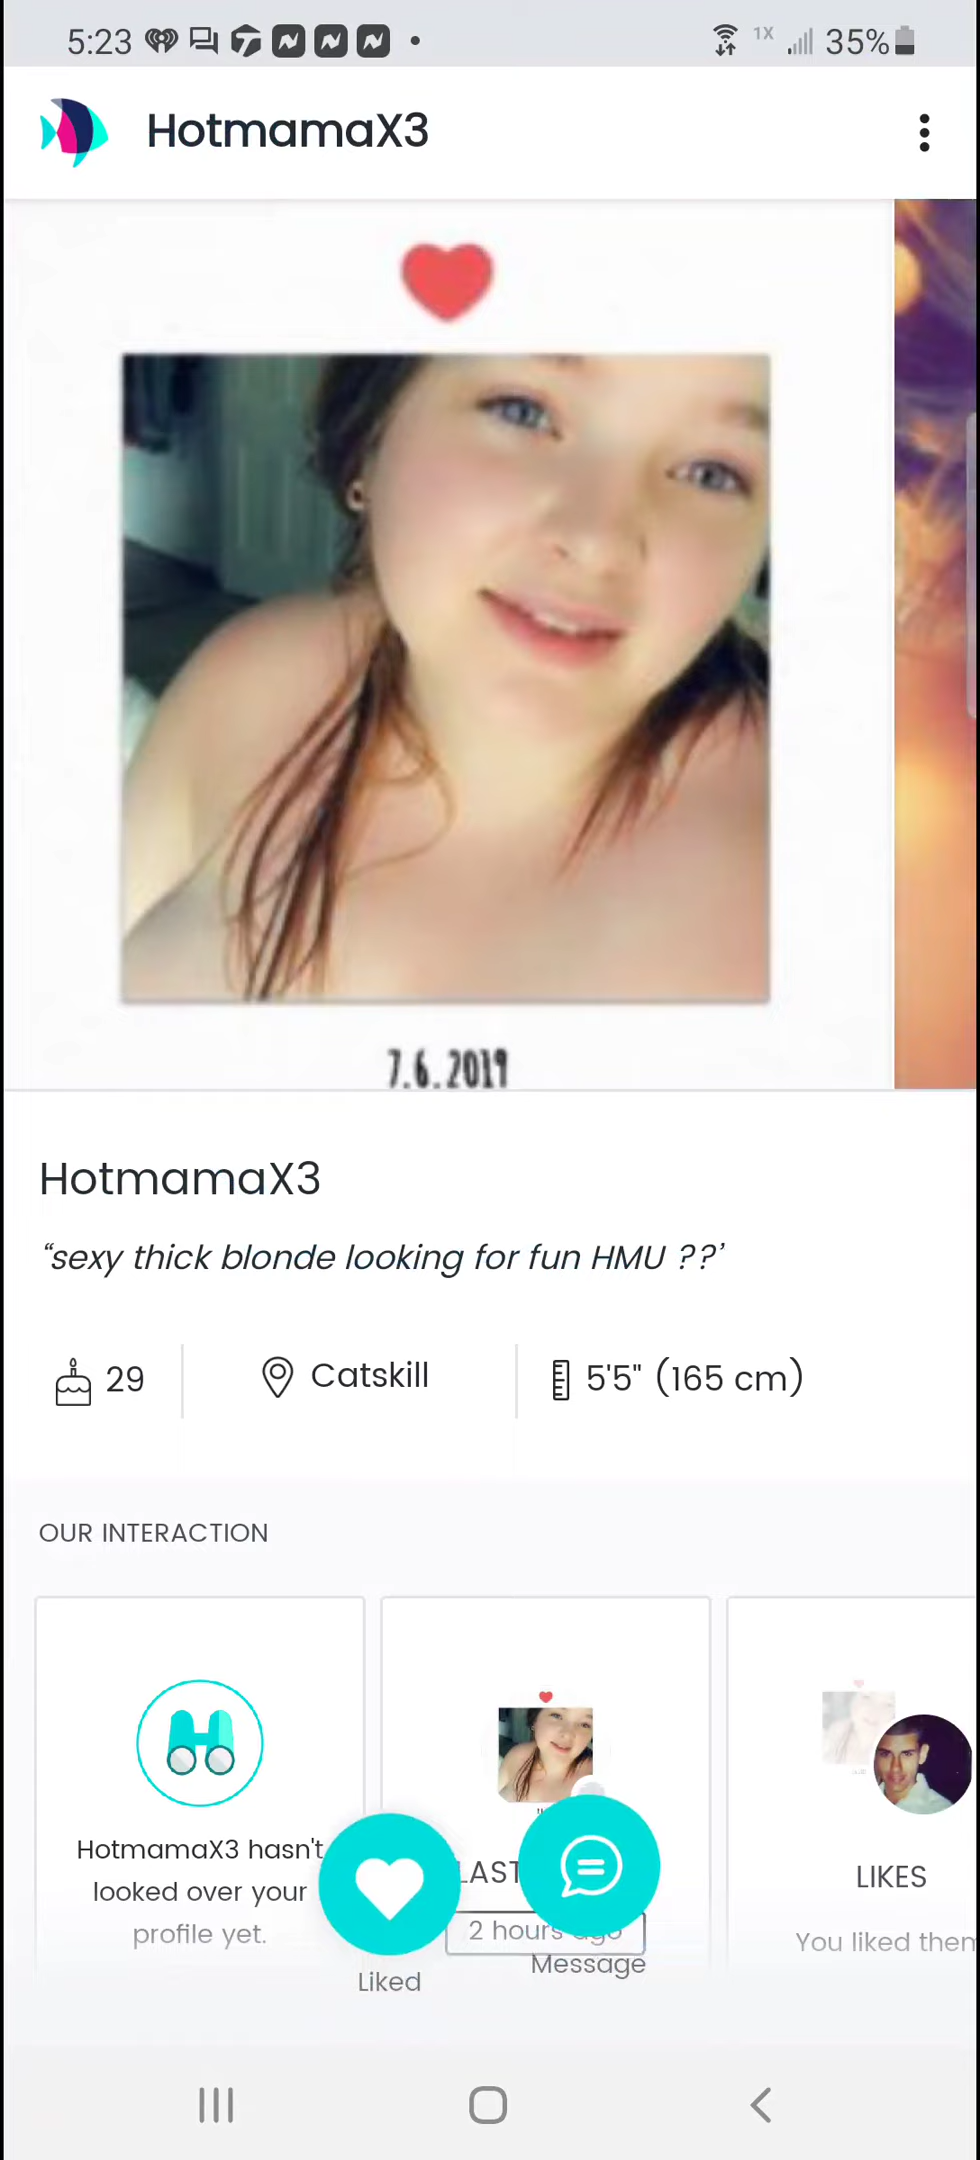 5:23
1X
35%
HotmamaX3
7.6.2019
HotmamaX3
“sexy thick blonde looking for fun HMU ??’
29
Catskill
5'5" (165 cm)
OUR INTERACTION
HotmamaX3 hasn't
looked over your
profile yet.
LAST
2 hours ago
LIKES
You liked them
Liked
Message